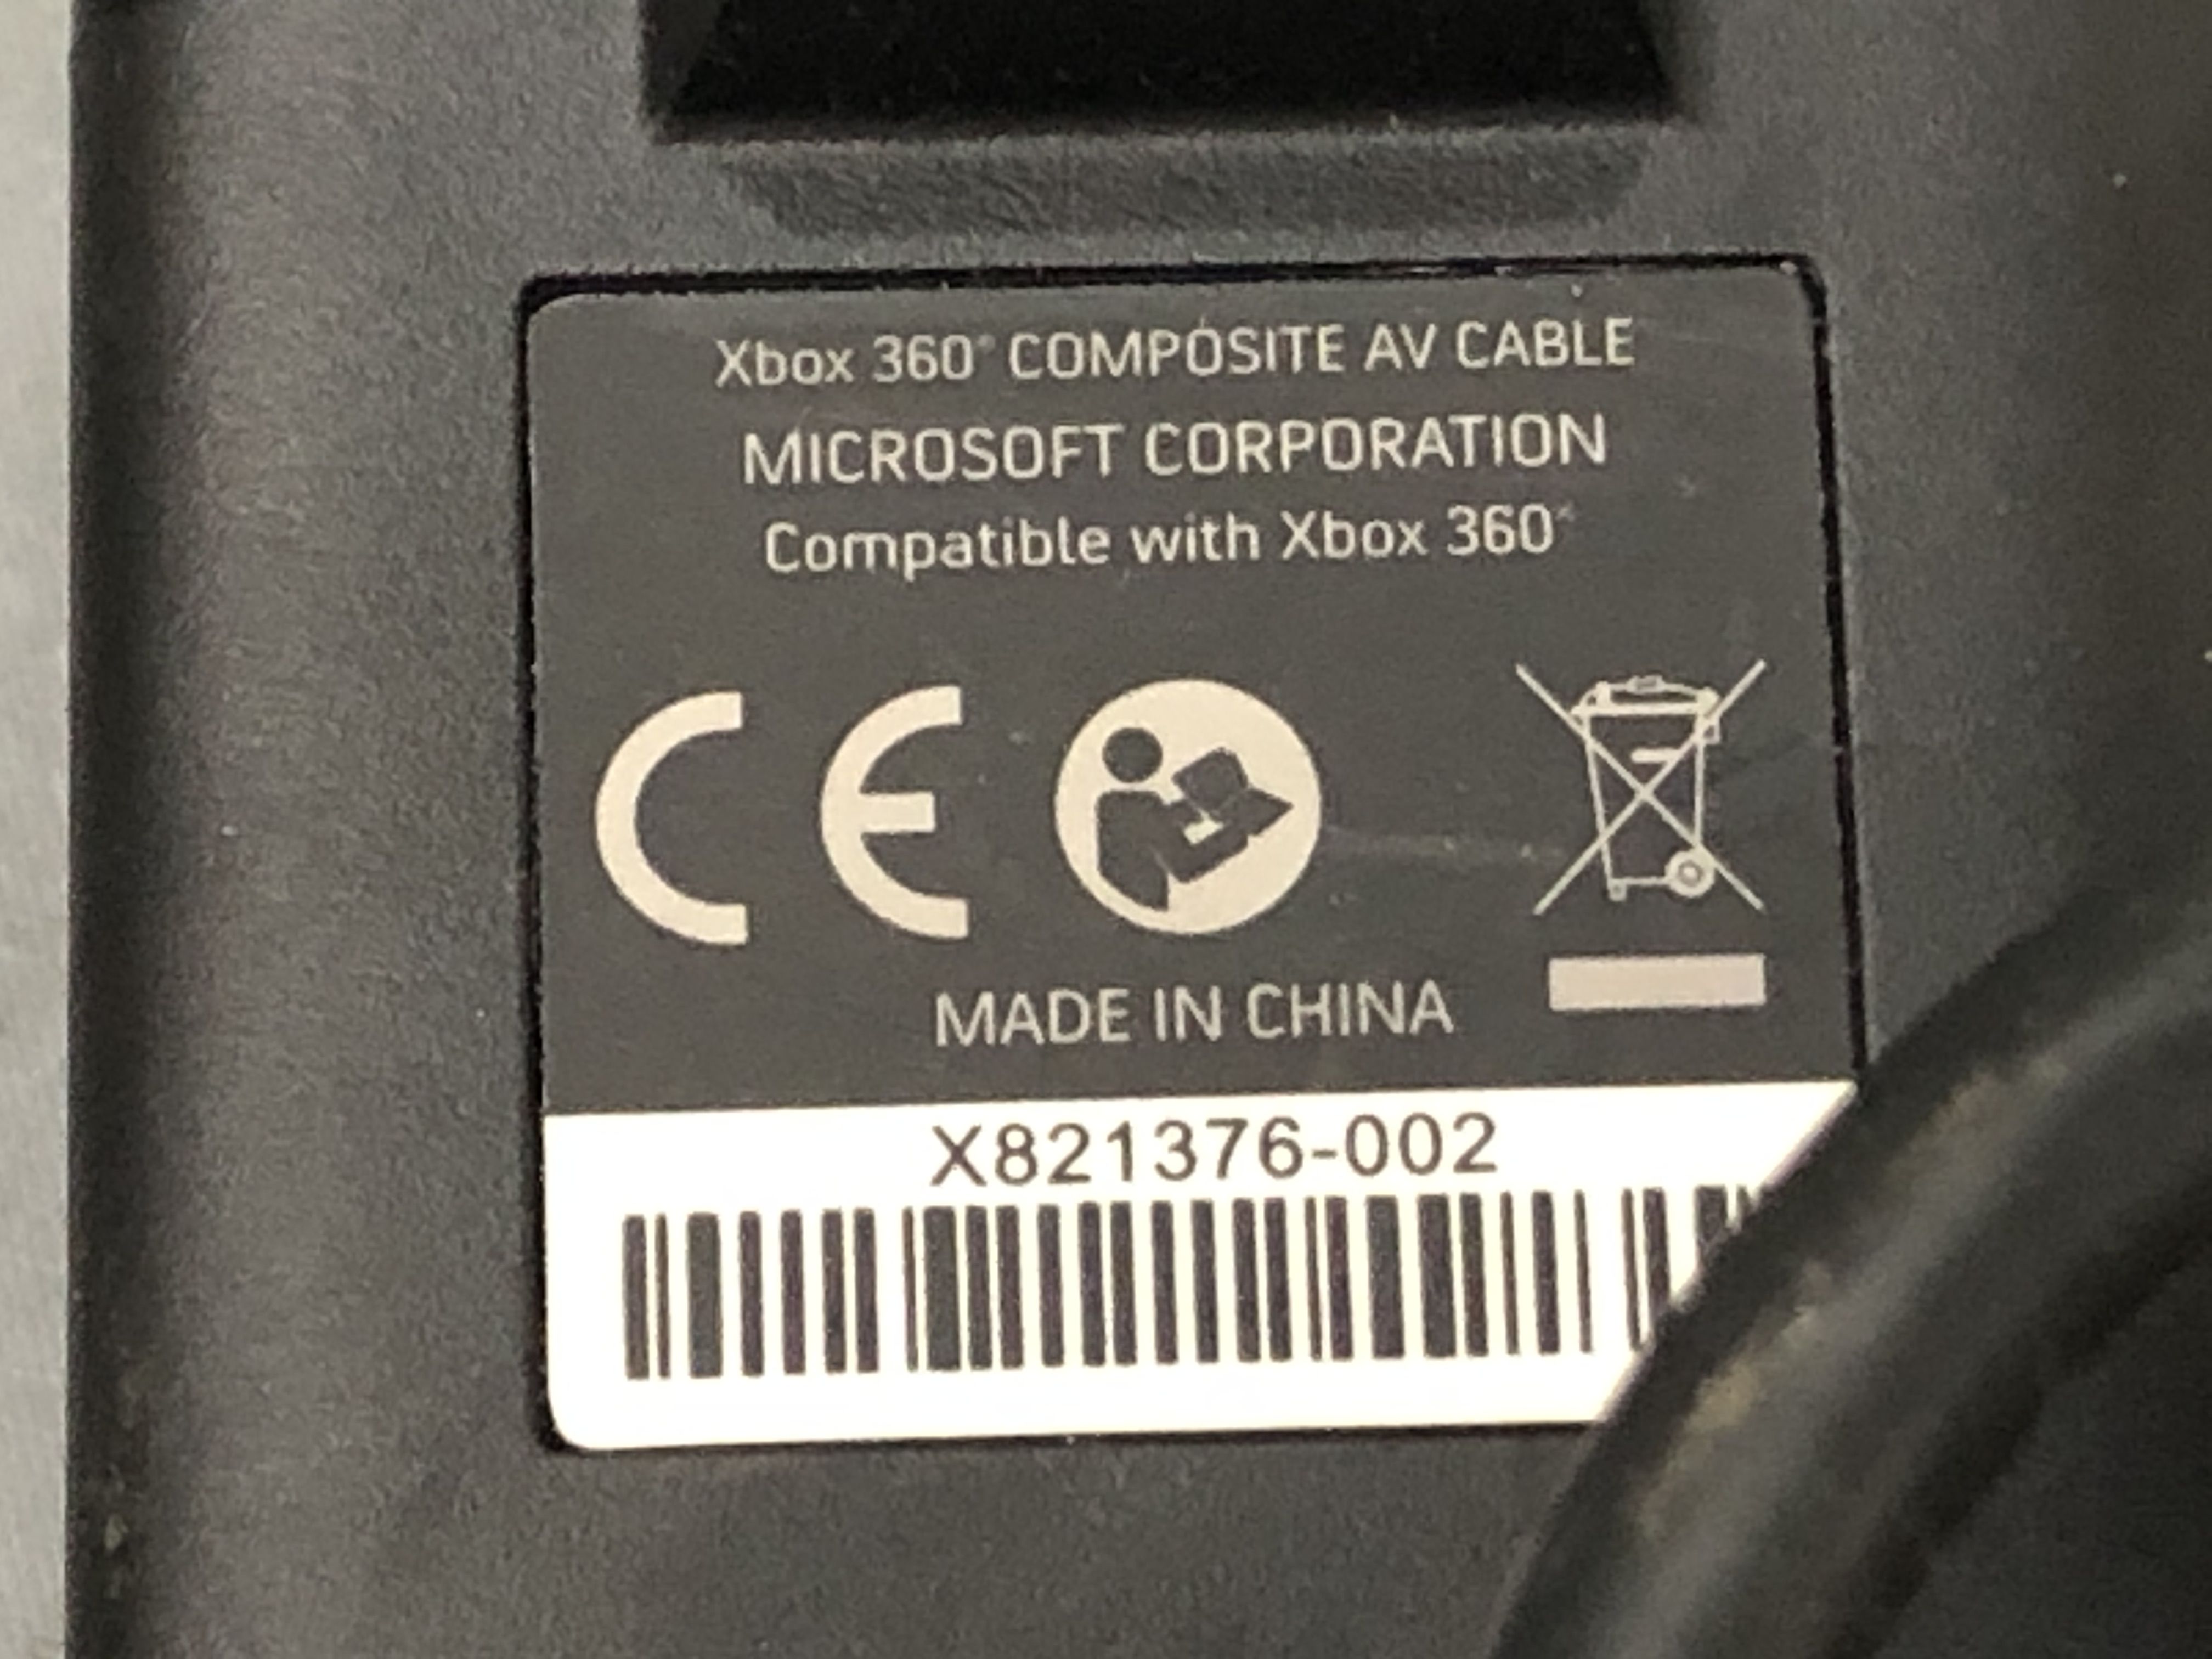 Xbox 360 COMPOSITE AV CABLE
MICROSOFT CORPORATION
Compatible with Xbox 360
CE
MADE IN CHINA
X821376-002